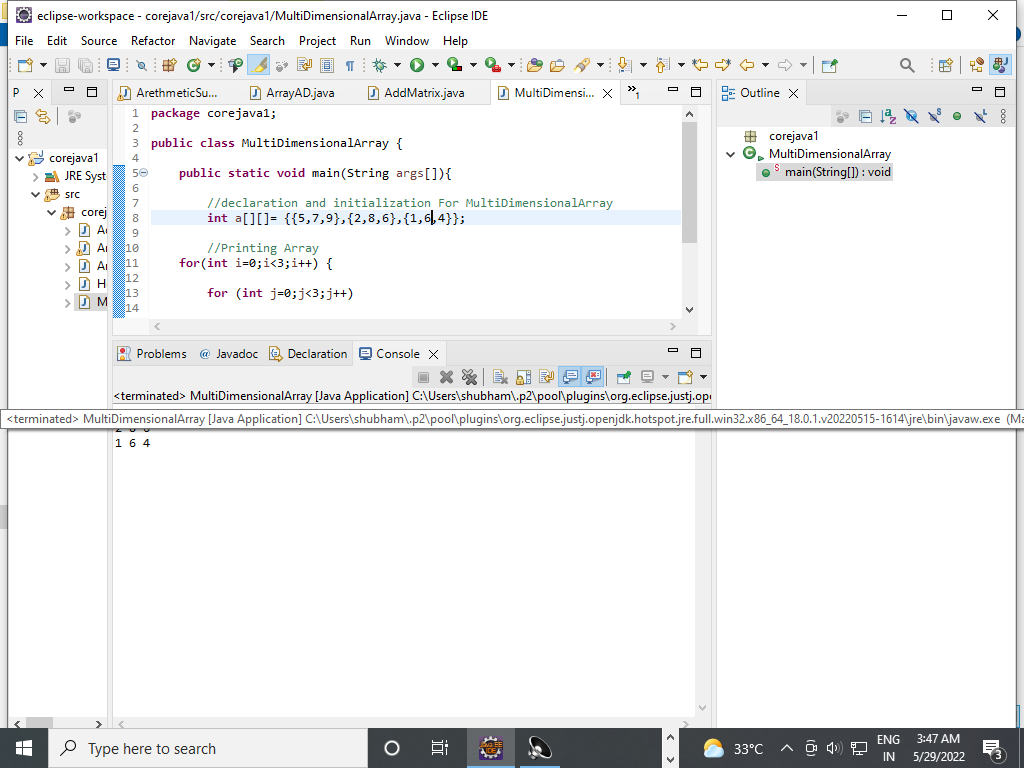 eclipse-workspace - corejava1/src/corejava1/MultiDimensionalArray.java - Eclipse IDE
File Edit Source Refactor Navigate Search Project Run Window Help
P
ArethmeticSu... ArrayAD.java AddMatrix.java MultiDimensi... »1
Outline
corejava1
JRE Syst
src
corej
A
Ar
Ar
H
M
1 package corejava1;
2
3 public class MultiDimensionalArray {
4
5 public static void main(String args[]){
6
7 //declaration and initialization For MultiDimensionalArray
8 int a[][]= {{5,7,9},{2,8,6},{1,6,4}};
9
10 //Printing Array
11 for(int i=0;i<3;i++) {
12
13 for (int j=0;j<3;j++)
14
corejava1
MultiDimensionalArray
main(String[]) : void
Problems @ Javadoc Declaration Console
<terminated> MultiDimensionalArray [Java Application] C:\Users\shubham\.p2\pool\plugins\org.eclipse.justj.ope
<terminated> MultiDimensionalArray [Java Application] C:\Users\shubham\.p2\pool\plugins\org.eclipse.justj.openjdk.hotspot.jre.full.win32.x86_64_18.0.1.v20220515-1614\jre\bin\javaw.exe (Ma
1 6 4
Type here to search
33°C
ENG
IN
3:47 AM
5/29/2022
3